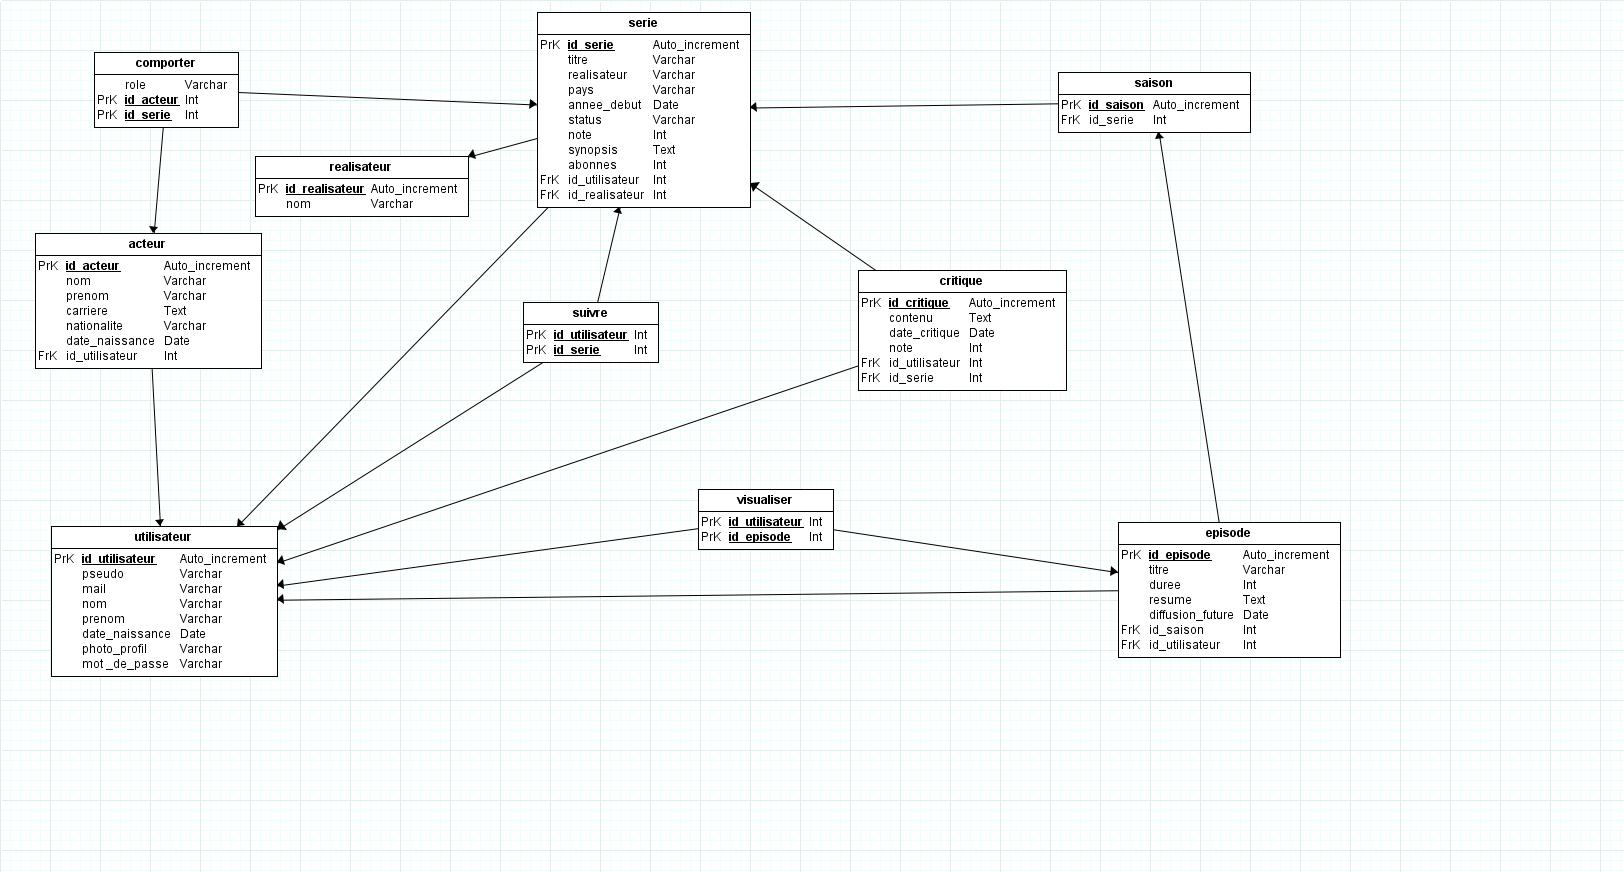 serie
PrK id_serie Auto_increment
titre Varchar
realisateur Varchar
pays Varchar
annee_debut Date
status Varchar
note Int
synopsis Text
abonnes Int
FrK id_utilisateur Int
FrK id_realisateur Int
comporter
role Varchar
PrK id_acteur Int
PrK id_serie Int
saison
PrK id_saison Auto_increment
FrK id_serie Int
realisateur
PrK id_realisateur Auto_increment
nom Varchar
acteur
PrK id_acteur Auto_increment
nom Varchar
prenom Varchar
carriere Text
nationalite Varchar
date_naissance Date
FrK id_utilisateur Int
critique
PrK id_critique Auto_increment
contenu Text
date_critique Date
note Int
FrK id_utilisateur Int
FrK id_serie Int
suivre
PrK id_utilisateur Int
PrK id_serie Int
visualiser
PrK id_utilisateur Int
PrK id_episode Int
utilisateur
PrK id_utilisateur Auto_increment
pseudo Varchar
mail Varchar
nom Varchar
prenom Varchar
date_naissance Date
photo_profil Varchar
mot_de_passe Varchar
episode
PrK id_episode Auto_increment
titre Varchar
duree Int
resume Text
diffusion_future Date
FrK id_saison Int
FrK id_utilisateur Int